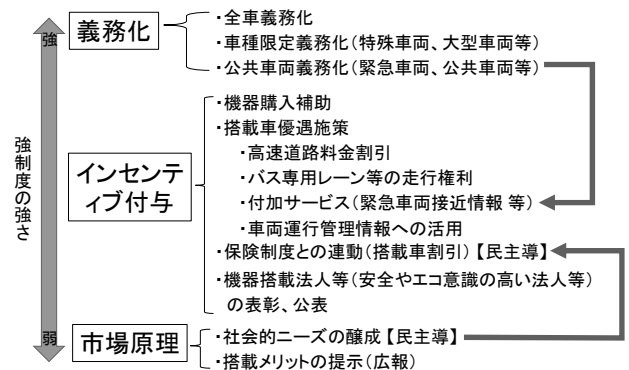 強
強制度の強さ
弱
義務化
・全車義務化
・車種限定義務化(特殊車両、大型車両等)
・公共車両義務化(緊急車両、公共車両等)
インセンティブ付与
・機器購入補助
・搭載車優遇施策
・高速道路料金割引
・バス専用レーン等の走行権利
・付加サービス(緊急車両接近情報 等)
・車両運行管理情報への活用
・保険制度との連動(搭載車割引)【民主導】
・機器搭載法人等(安全やエコ意識の高い法人等)
の表彰、公表
市場原理
・社会的ニーズの醸成【民主導】
・搭載メリットの提示(広報)